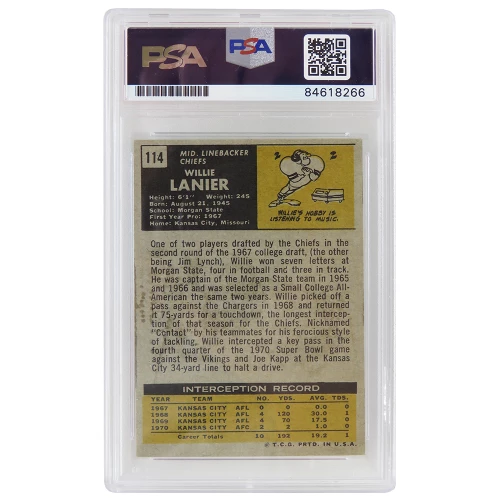 PSA
PSA
84618266
114
MID. LINEBACKER
CHIEFS
WILLIE
LANIER
Height: 6'1" Weight: 245
Born: August 21, 1945
School: Morgan State
First Year Pro: 1967
Home: Kansas City, Missouri
WILLIE'S HOBBY IS
LISTENING TO MUSIC.
One of two players drafted by the Chiefs in
the second round of the 1967 college draft, (the other
being Jim Lynch), Willie won seven letters at
Morgan State, four in football and three in track.
He was captain of the Morgan State team in 1965
and 1966 and was selected as a Small College All-
American the same two years. Willie picked off a
pass against the Chargers in 1968 and returned
it 75-yards for a touchdown, the longest intercep-
tion of that season for the Chiefs. Nicknamed
"Contact" by his teammates for his ferocious style of
tackling, Willie intercepted a key pass in the
fourth quarter of the 1970 Super Bowl game
against the Vikings and Joe Kapp at the Kansas
City 34-yard line to halt a drive.
INTERCEPTION RECORD
YEAR TEAM NO. YDS. AVG. TDS.
1967 KANSAS CITY AFL 0 0 0.0 0
1968 KANSAS CITY AFL 4 120 30.0 1
1969 KANSAS CITY AFL 4 70 17.5 0
1970 KANSAS CITY AFC 2 2 1.0 0
Career Totals 10 192 19.2 1
© T.C.G. PRTD. IN U.S.A.